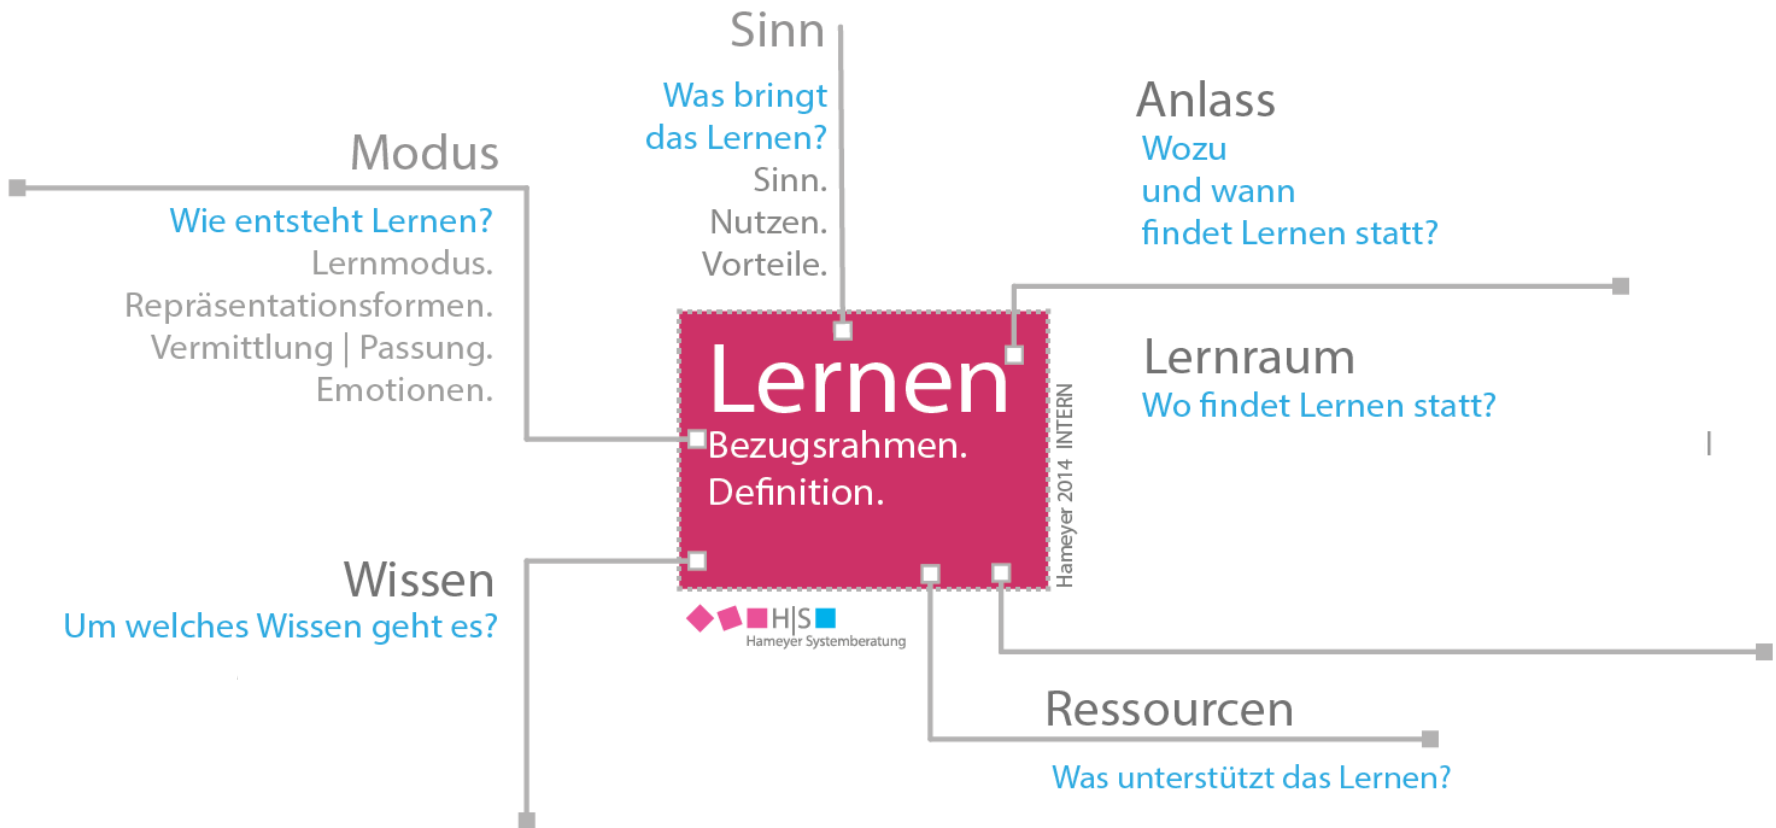 Sinn
Was bringt
das Lernen?
Sinn.
Nutzen.
Vorteile.
Anlass
Wozu
und wann
findet Lernen statt?
Modus
Wie entsteht Lernen?
Lernmodus.
Repräsentationsformen.
Vermittlung | Passung.
Emotionen.
Lernen
Bezugsrahmen.
Definition.
Hameyer 2014 INTERN
Lernraum
Wo findet Lernen statt?
Wissen
Um welches Wissen geht es?
H|S
Hameyer Systemberatung
Ressourcen
Was unterstützt das Lernen?